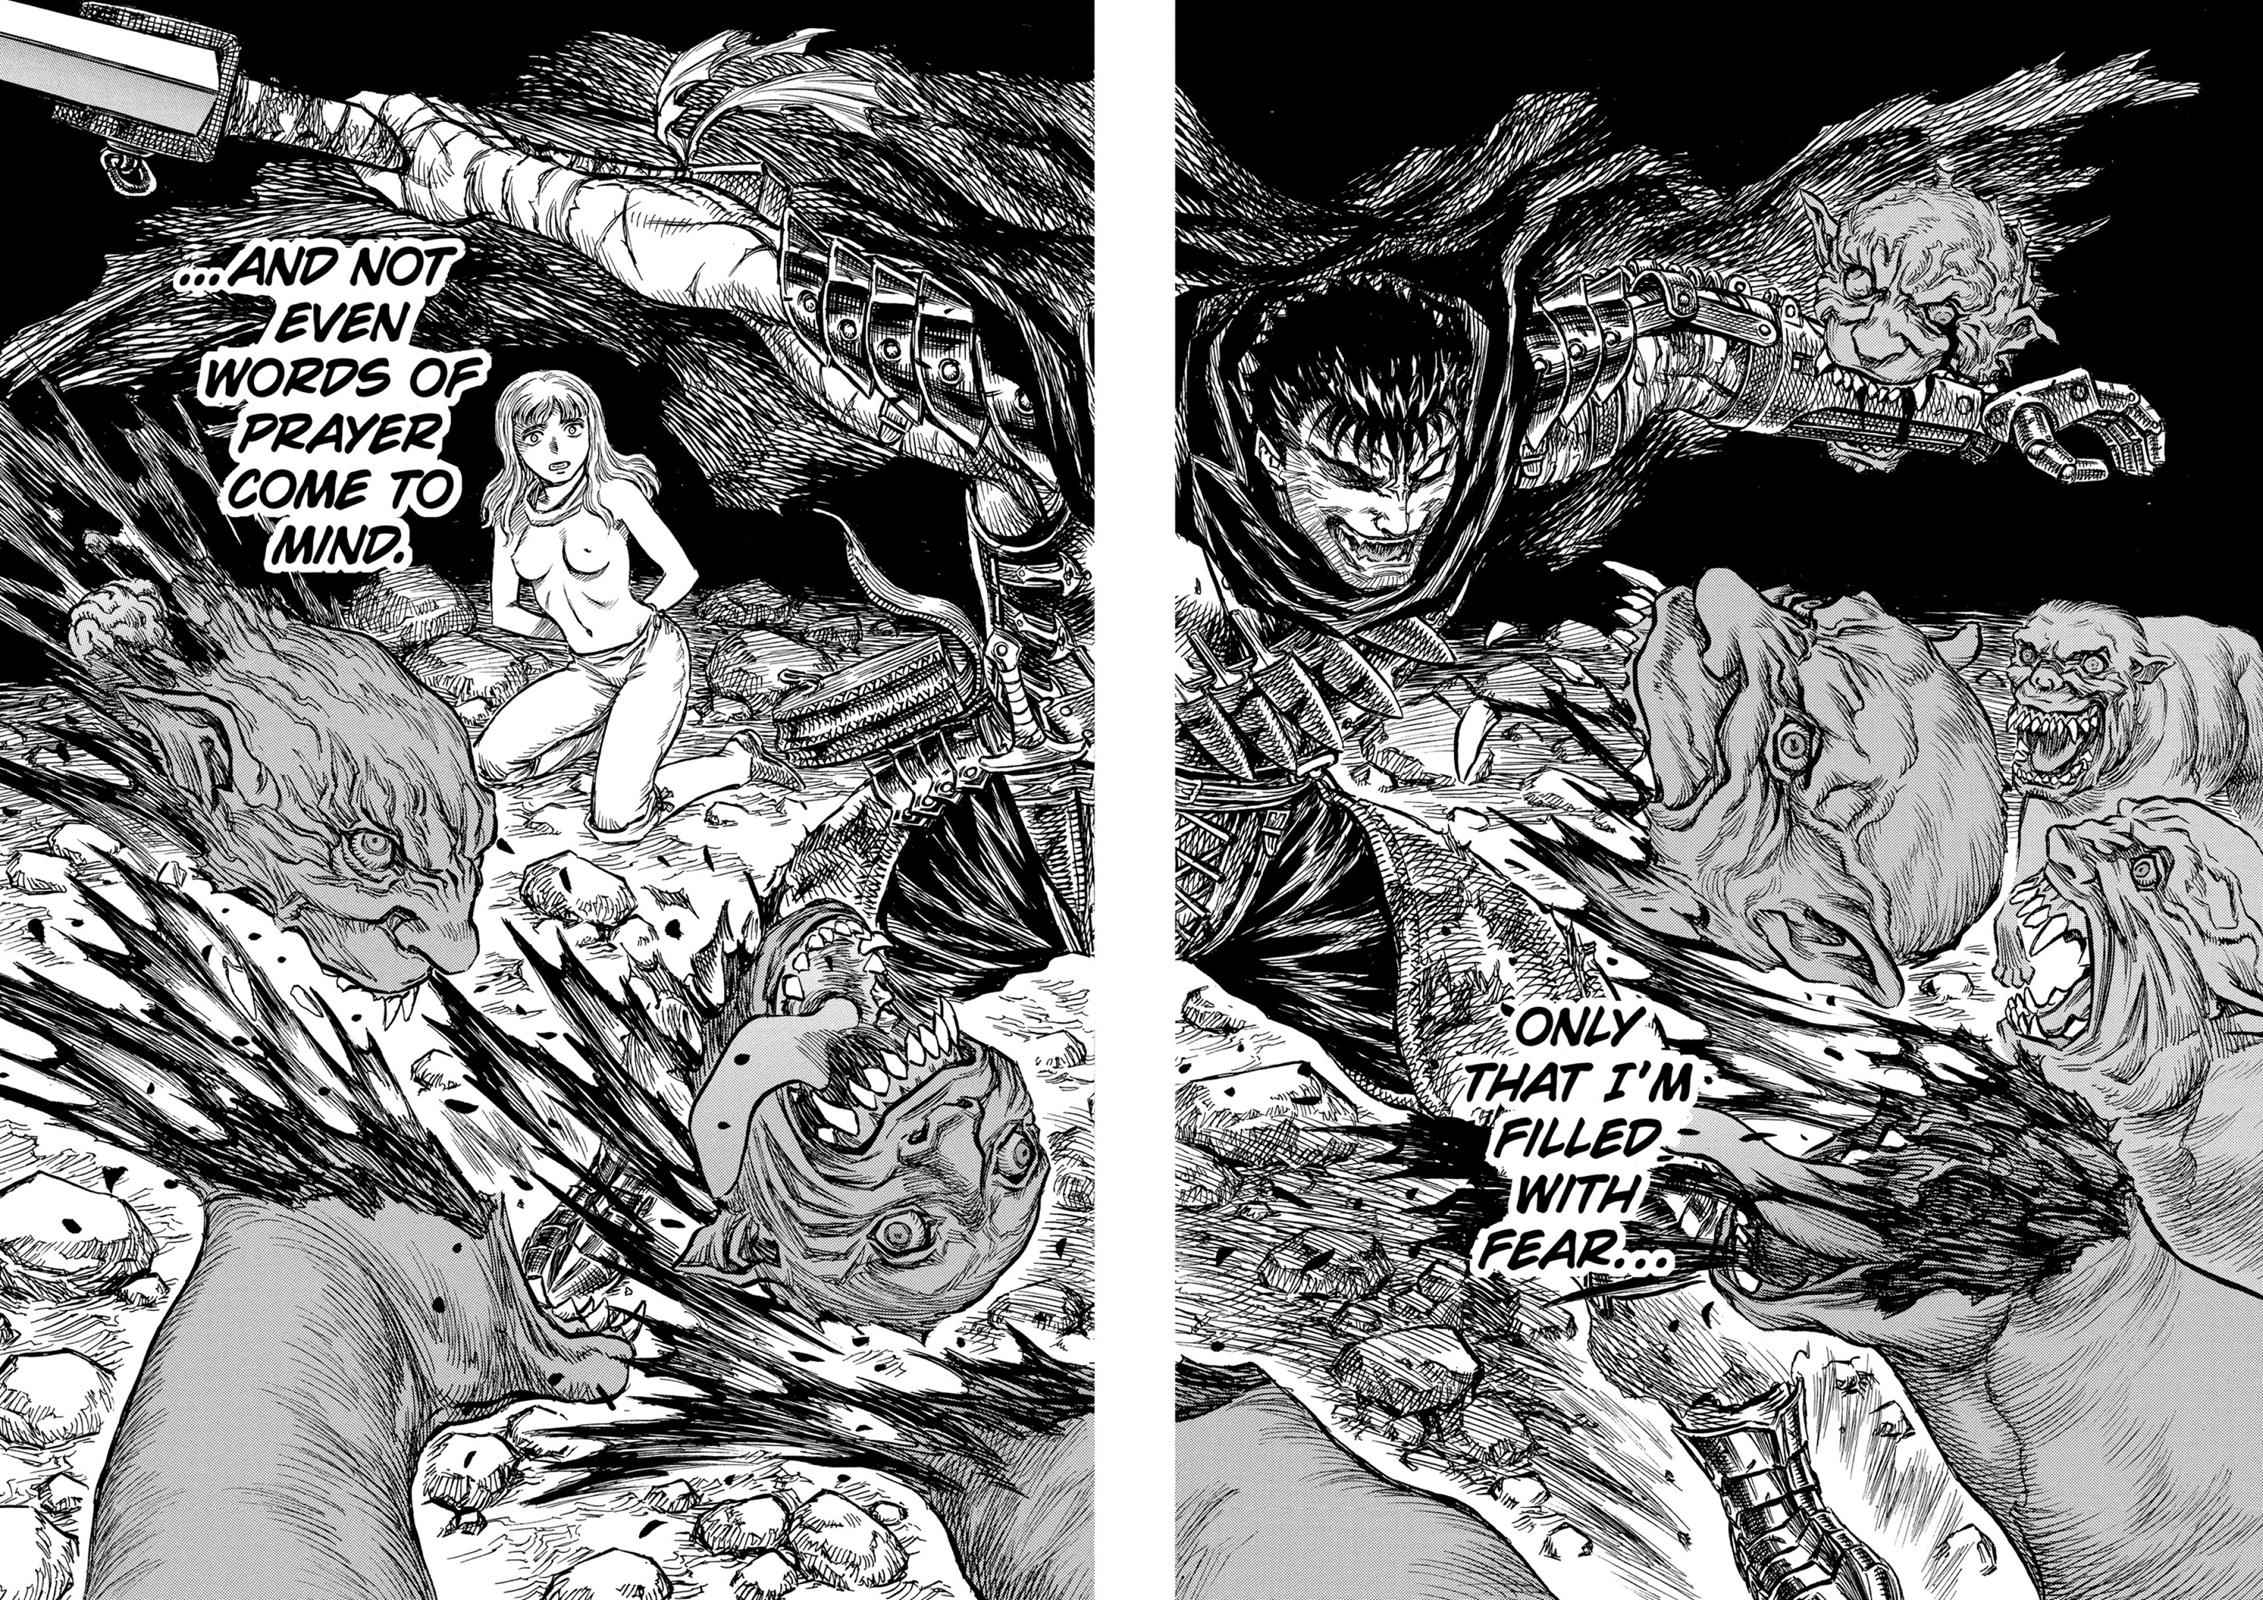 ONLY
THAT I'M
FILLED
WITH
FEAR...
...AND NOT
EVEN
WORDS OF
PRAYER
COME TO
MIND.